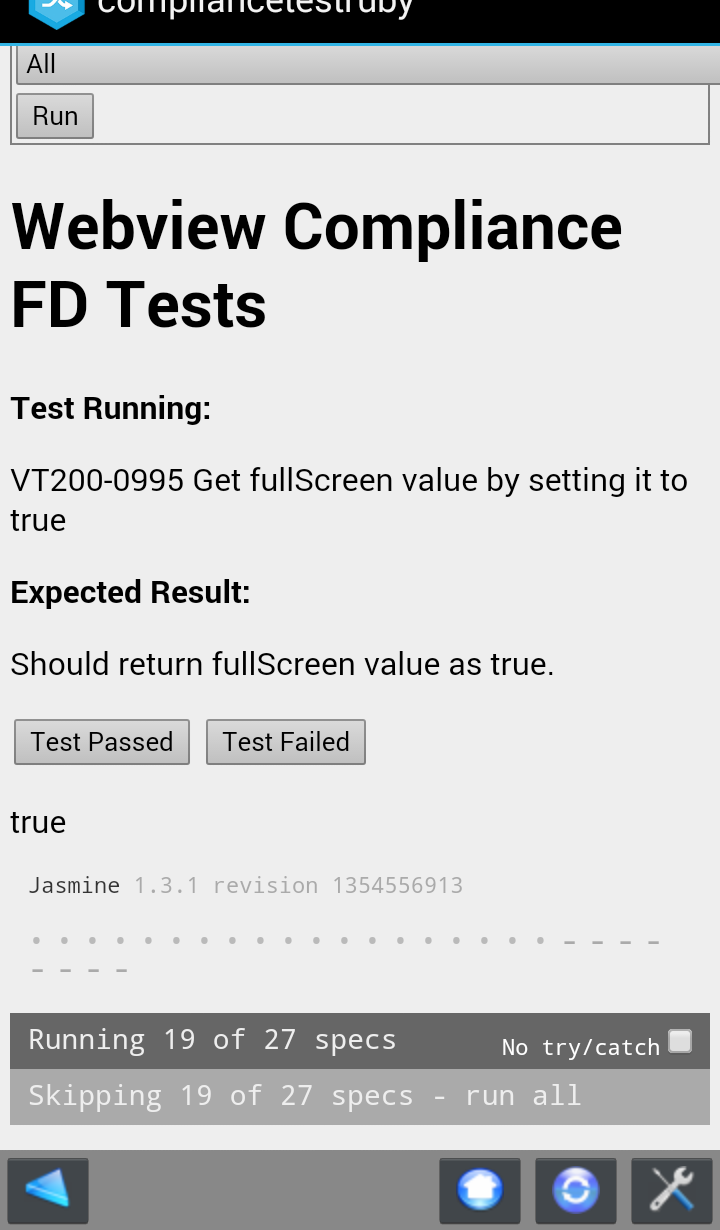 compliancetestruby
All
Run
Webview Compliance
FD Tests
Test Running:
VT200-0995 Get fullScreen value by setting it to
true
Expected Result:
Should return fullScreen value as true.
Test Passed Test Failed
true
Jasmine 1.3.1 revision 1354556913
Running 19 of 27 specs No try/catch
Skipping 19 of 27 specs - run all